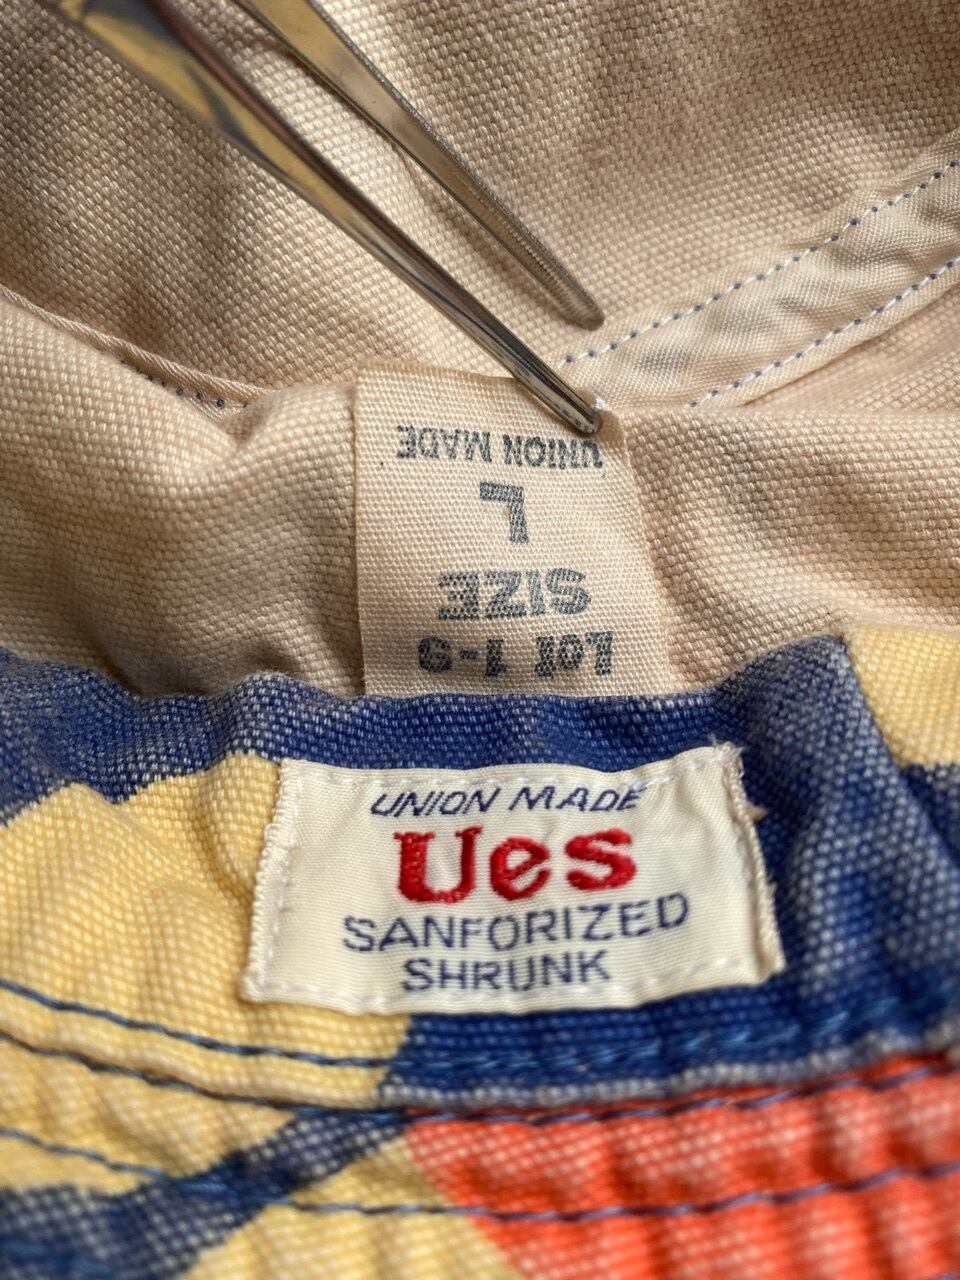 UNION MADE
L
SIZE
Lot 1-9
UNION MADE
Ues
SANFORIZED
SHRUNK